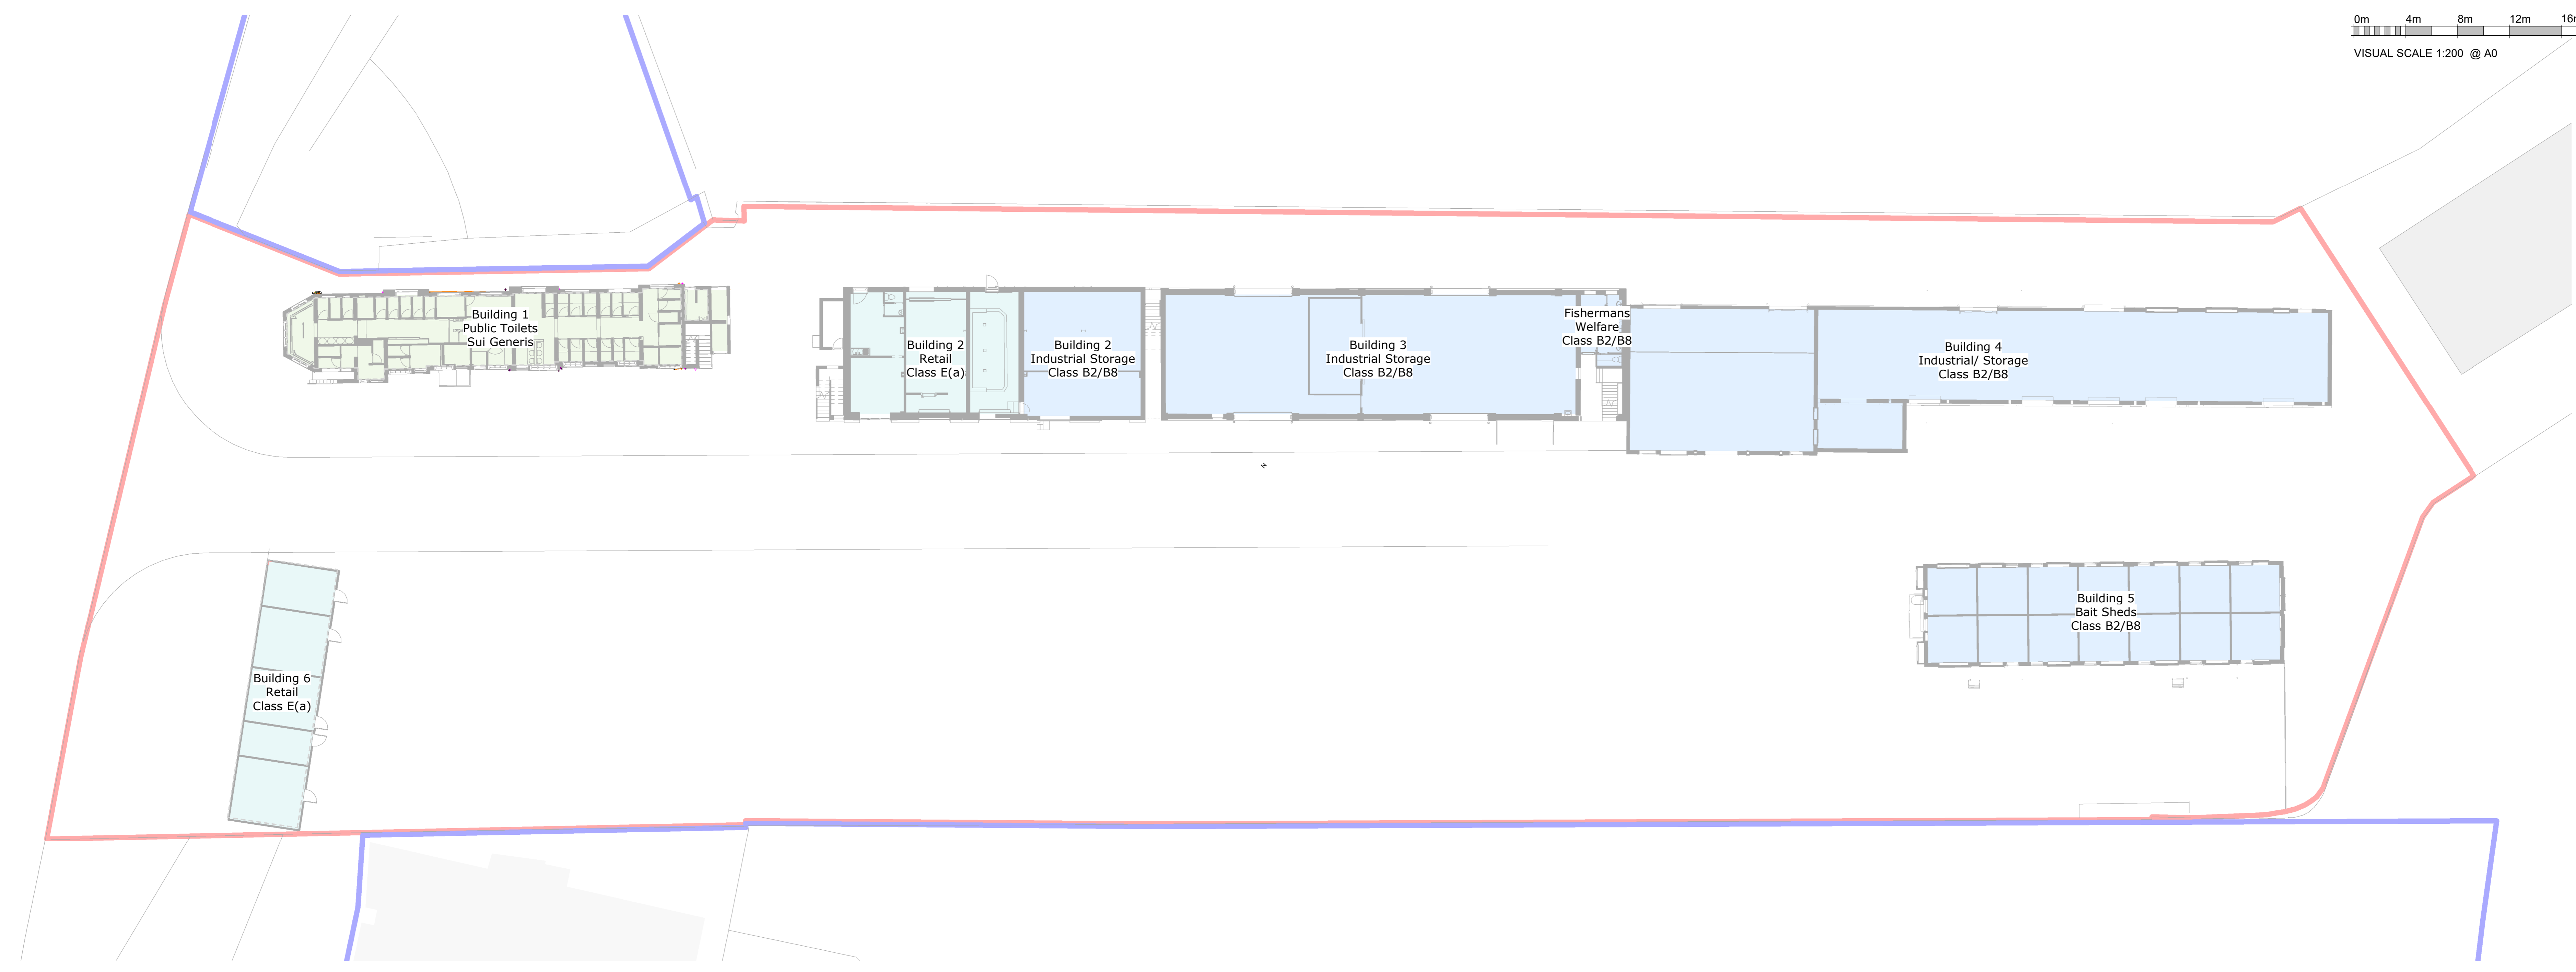 0m 4m 8m 12m 16m
VISUAL SCALE 1:200 @ A0
Building 1
Public Toilets
Sui Generis
Building 2
Retail
Class E(a)
Building 2
Industrial Storage
Class B2/B8
Building 3
Industrial Storage
Class B2/B8
Fishermans
Welfare
Class B2/B8
Building 4
Industrial/ Storage
Class B2/B8
N
Building 5
Bait Sheds
Class B2/B8
Building 6
Retail
Class E(a)